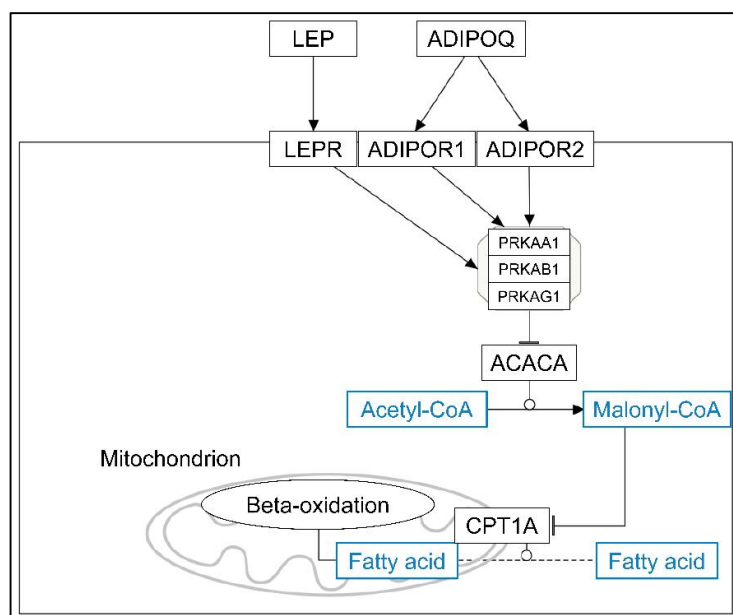 LEP
ADIPOQ
LEPR
ADIPOR1
ADIPOR2
PRKAA1
PRKAB1
PRKAG1
ACACA
Acetyl-CoA
Malonyl-CoA
Mitochondrion
Beta-oxidation
CPT1A
Fatty acid
Fatty acid